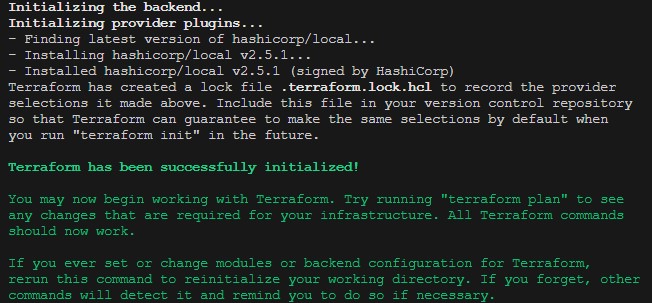 Initializing the backend...
Initializing provider plugins...
- Finding latest version of hashicorp/local...
- Installing hashicorp/local v2.5.1...
- Installed hashicorp/local v2.5.1 (signed by HashiCorp)
Terraform has created a lock file .terraform.lock.hcl to record the provider
selections it made above. Include this file in your version control repository
so that Terraform can guarantee to make the same selections by default when
you run "terraform init" in the future.
Terraform has been successfully initialized!
You may now begin working with Terraform. Try running "terraform plan" to see
any changes that are required for your infrastructure. All Terraform commands
should now work.
If you ever set or change modules or backend configuration for Terraform,
rerun this command to reinitialize your working directory. If you forget, other
commands will detect it and remind you to do so if necessary.